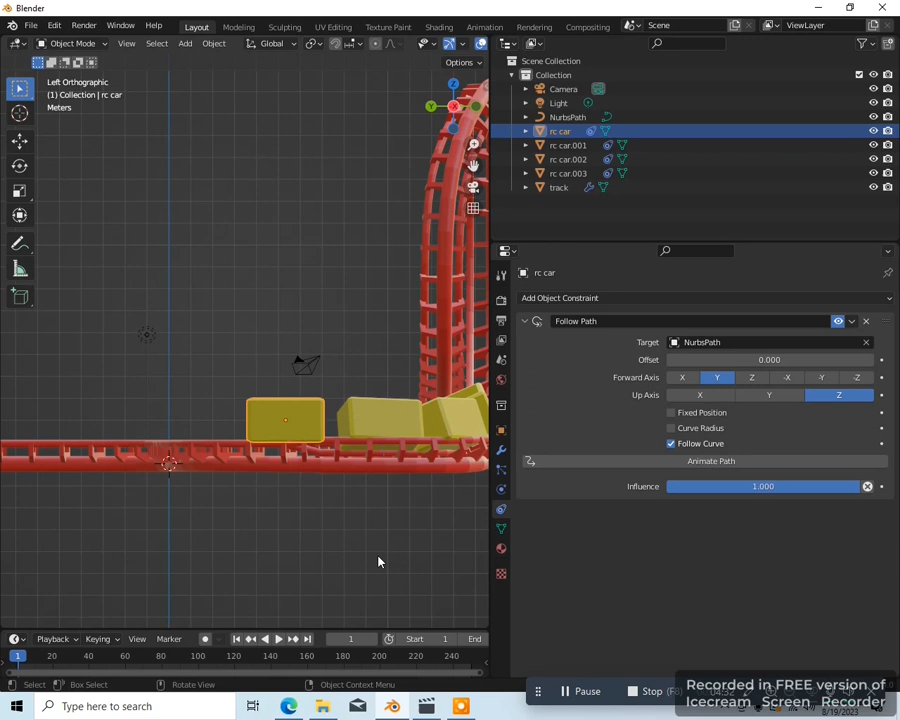 Blender
File Edit Render Window Help Layout Modeling Sculpting UV Editing Texture Paint Shading Animation Rendering Compositing Scene ViewLayer
Object Mode View Select Add Object Global
Options
Left Orthographic
(1) Collection | rc car
Meters
Z
Y
X
Scene Collection
Collection
Camera
Light
NurbsPath
rc car
rc car.001
rc car.002
rc car.003
track
rc car
Add Object Constraint
Follow Path
Target NurbsPath
Offset 0.000
Forward Axis X Y Z -X -Y -Z
Up Axis X Y Z
Fixed Position
Curve Radius
Follow Curve
Animate Path
Influence 1.000
Playback Keying View Marker 1 Start 1 End
1 20 40 60 80 100 120 140 160 180 200 220 240
Select Box Select Rotate View Object Context Menu
Pause Stop (F8) 04:32
Recorded in FREE version of
Icecream Screen Recorder
Type here to search
8/19/2023